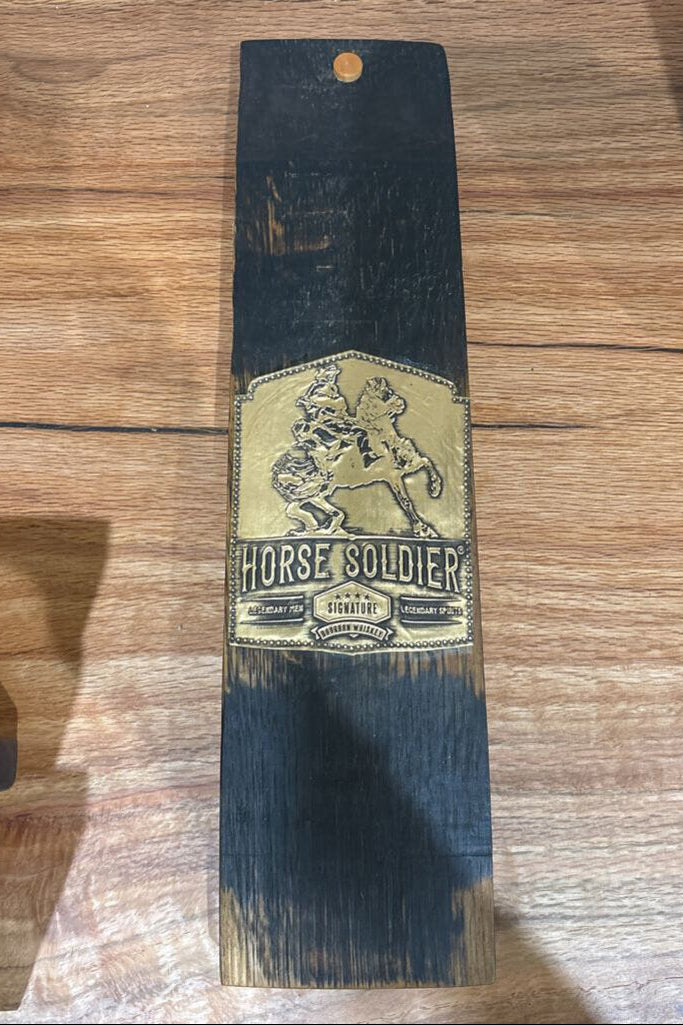 HORSE SOLDIER®
LEGENDARY MEN
SIGNATURE
LEGENDARY SPIRITS
BOURBON WHISKEY